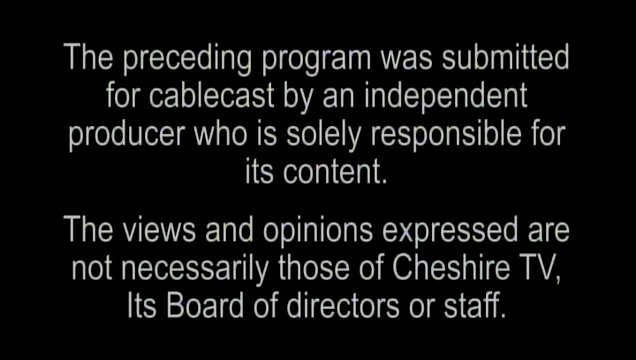 The preceding program was submitted
for cablecast by an independent
producer who is solely responsible for
its content.
The views and opinions expressed are
not necessarily those of Cheshire TV,
Its Board of directors or staff.